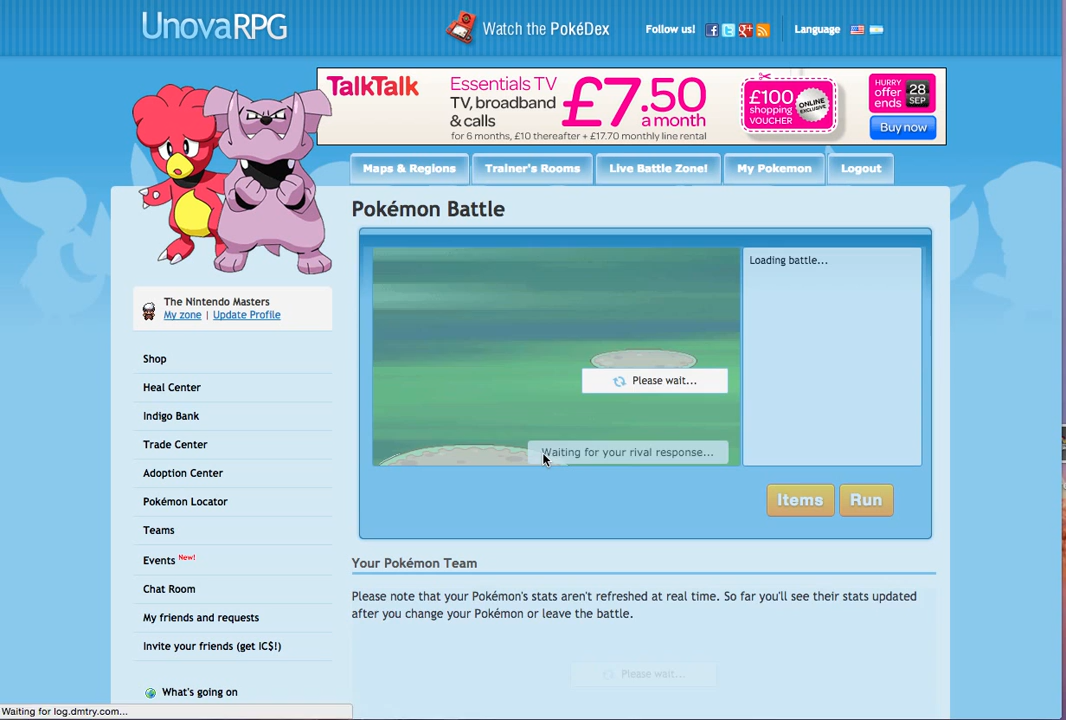 UnovaRPG
Watch the PokéDex
Follow us!
Language
TalkTalk
Essentials TV
TV, broadband
& calls
£7.50
a month
for 6 months, £10 thereafter + £17.70 monthly line rental
£100
shopping
VOUCHER
ONLINE
EXCLUSIVE
HURRY
offer
ends
28
SEP
Buy now
Maps & Regions
Trainer's Rooms
Live Battle Zone!
My Pokemon
Logout
Pokémon Battle
Loading battle...
Please wait...
Waiting for your rival response...
Items
Run
The Nintendo Masters
My zone | Update Profile
Shop
Heal Center
Indigo Bank
Trade Center
Adoption Center
Pokémon Locator
Teams
Events New!
Chat Room
My friends and requests
Invite your friends (get IC$!)
What's going on
Your Pokémon Team
Please note that your Pokémon's stats aren't refreshed at real time. So far you'll see their stats updated
after you change your Pokémon or leave the battle.
Please wait...
Waiting for log.dmtry.com...